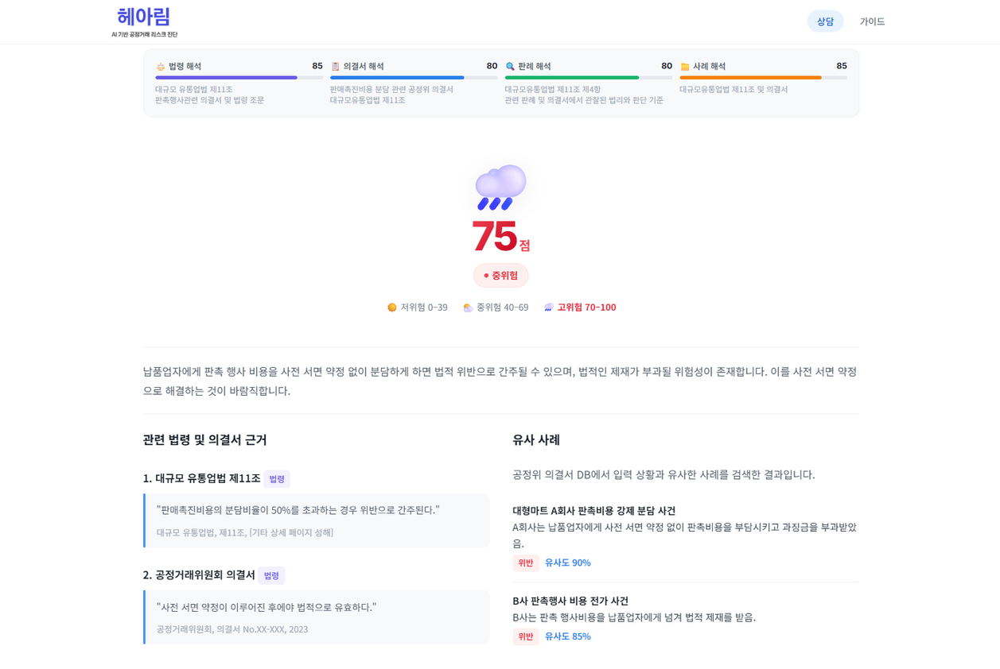 헤아림
AI 기반 공정거래 리스크 진단
상담
가이드
법령 해석 85
대규모 유통업법 제11조
판촉행사관련 의결서 및 법령 조문
의결서 해석 80
판매촉진비용 분담 관련 공정위 의결서
대규모유통업법 제11조
판례 해석 80
대규모유통업법 제11조 제4항
관련 판례 및 의결서에서 관찰된 법리와 판단 기준
사례 해석 85
대규모유통업법 제11조 및 의결서
75점
중위험
저위험 0-39 중위험 40-69 고위험 70-100
납품업자에게 판촉 행사 비용을 사전 서면 약정 없이 분담하게 하면 법적 위반으로 간주될 수 있으며, 법적인 제재가 부과될 위험성이 존재합니다. 이를 사전 서면 약정
으로 해결하는 것이 바람직합니다.
관련 법령 및 의결서 근거
1. 대규모 유통업법 제11조 법령
"판매촉진비용의 분담비율이 50%를 초과하는 경우 위반으로 간주된다."
대규모 유통업법, 제11조, [기타 상세 페이지 성해]
2. 공정거래위원회 의결서 법령
"사전 서면 약정이 이루어진 후에야 법적으로 유효하다."
공정거래위원회, 의결서 No.XX-XXX, 2023
유사 사례
공정위 의결서 DB에서 입력 상황과 유사한 사례를 검색한 결과입니다.
대형마트 A회사 판촉비용 강제 분담 사건
A회사는 납품업자에게 사전 서면 약정 없이 판촉비용을 부담시키고 과징금을 부과받았
음.
위반 유사도 90%
B사 판촉행사 비용 전가 사건
B사는 판촉 행사비용을 납품업자에게 넘겨 법적 제재를 받음.
위반 유사도 85%